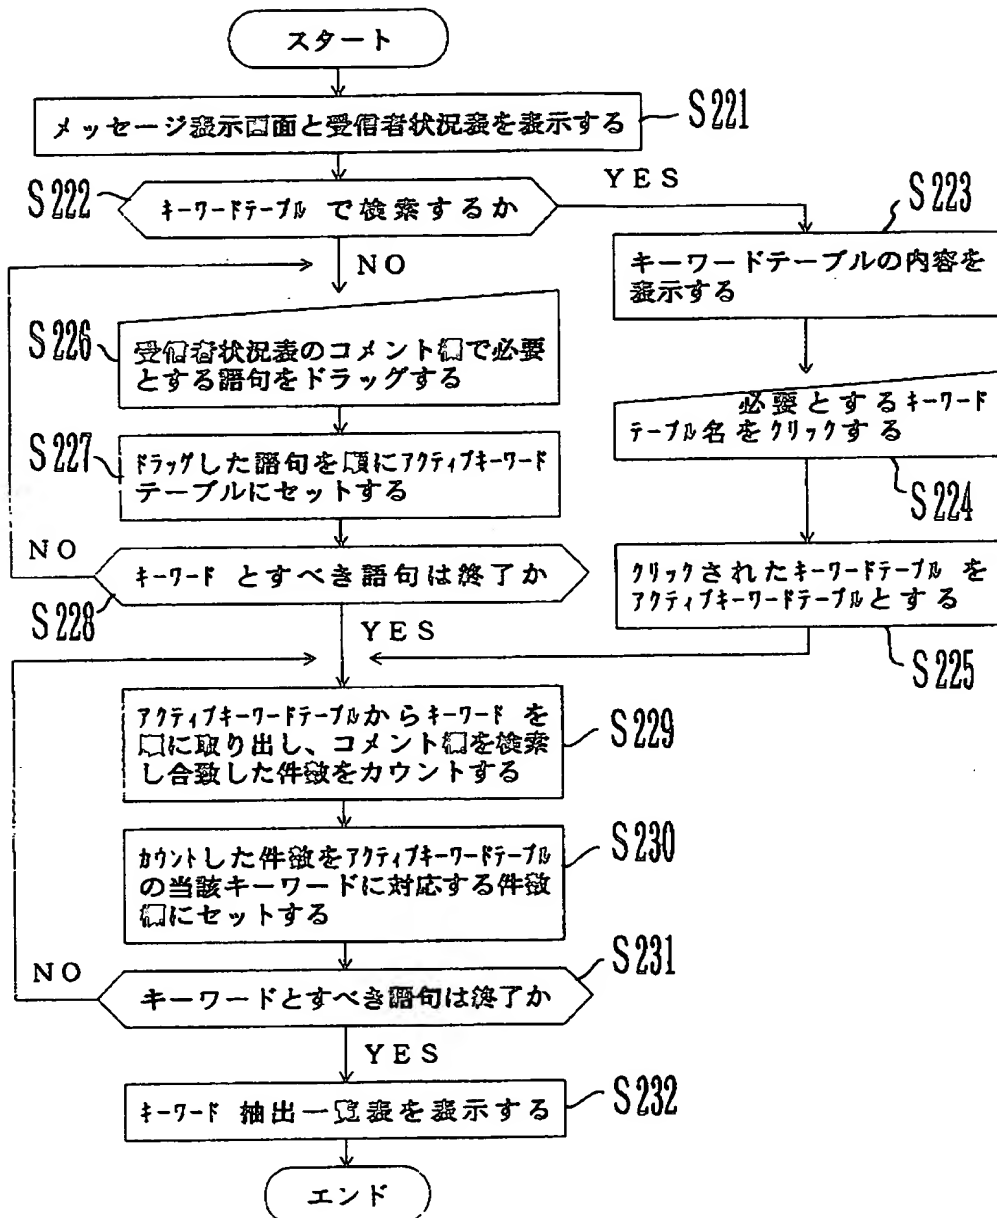 スタート
メッセージ表示画面と受信者状況表を表示する
S221
S222
キーワードテーブル で検索するか
YES
NO
S223
キーワードテーブルの内容を
表示する
S226
受信者状況表のコメント欄で必要
とする語句をドラッグする
必要とするキーワード
テーブル名をクリックする
S224
S227
ドラッグした語句を順にアクティブキーワード
テーブルにセットする
NO
キーワード とすべき語句は終了か
S228
YES
クリックされたキーワードテーブル を
アクティブキーワードテーブルとする
S225
アクティブキーワードテーブルからキーワード を
順に取り出し、コメント欄を検索
し合致した件数をカウントする
S229
カウントした件数をアクティブキーワードテーブル
の当該キーワードに対応する件数
欄にセットする
S230
NO
キーワードとすべき語句は終了か
S231
YES
キーワード 抽出一覧表を表示する
S232
エンド